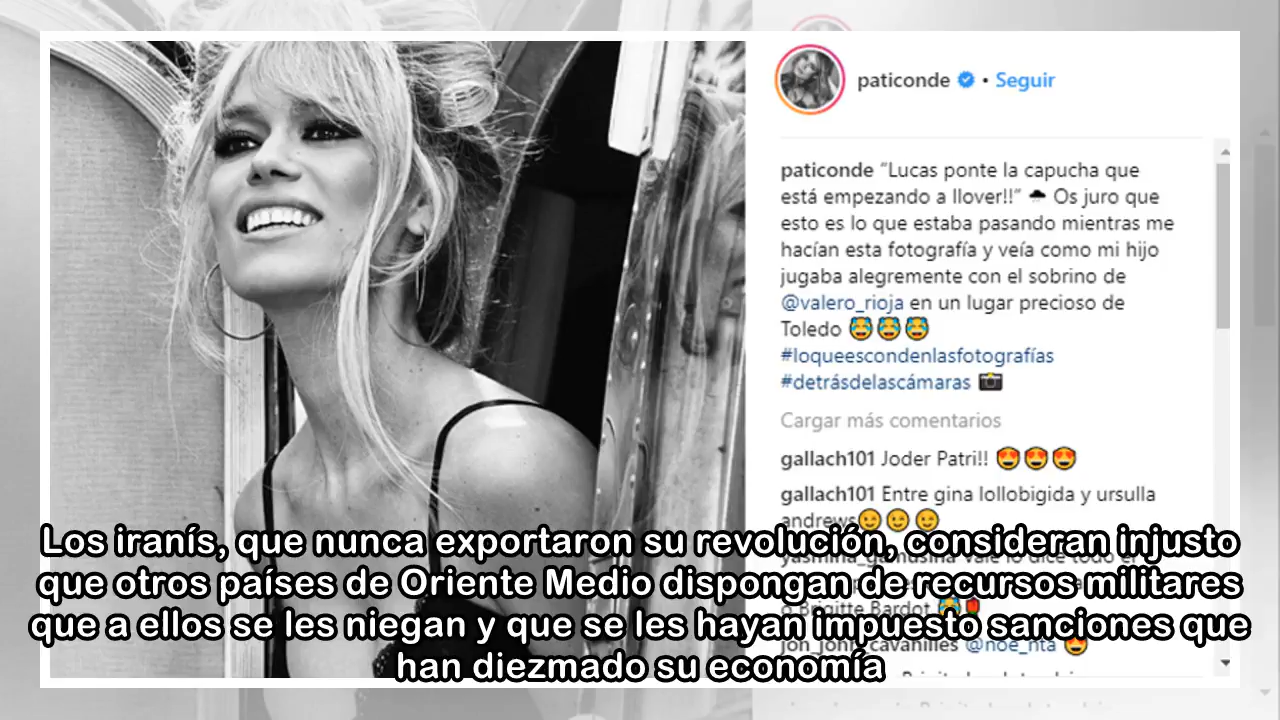 paticonde • Seguir
paticonde “Lucas ponte la capucha que
está empezando a llover!!” 🌧 Os juro que
esto es lo que estaba pasando mientras me
hacían esta fotografía y veía como mi hijo
jugaba alegremente con el sobrino de
@valero_rioja en un lugar precioso de
Toledo
#loqueescondenlasfotografías
#detrásdelascámaras 📷
Cargar más comentarios
gallach101 Joder Patri!! 😍😍😍
gallach101 Entre gina lollobigida y ursulla
andrews😉😉😉
Los iranís, que nunca exportaron su revolución, consideran injusto
que otros países de Oriente Medio dispongan de recursos militares
o Brigitte Bardot
que a ellos se les niegan y que se les hayan impuesto sanciones que
@noe_nta 😍
han diezmado su economía